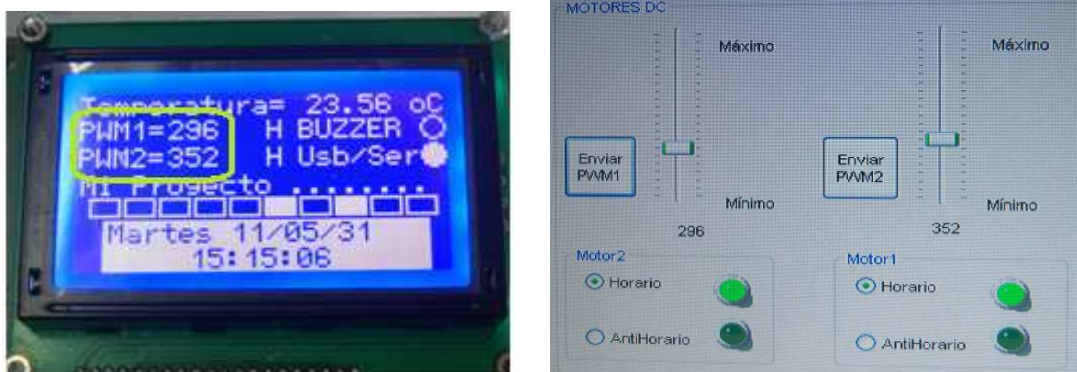 Temperatura= 23.56 oC
PWM1=296 H BUZZER
PWN2=352 H Usb/Ser
Mi Proyecto ........
Martes 11/05/31
15:15:06
MOTORES DC
Máximo
Máximo
Enviar
PWM1
Enviar
PWM2
Mínimo
Mínimo
296
352
Motor2
Horario
AntiHorario
Motor1
Horario
AntiHorario